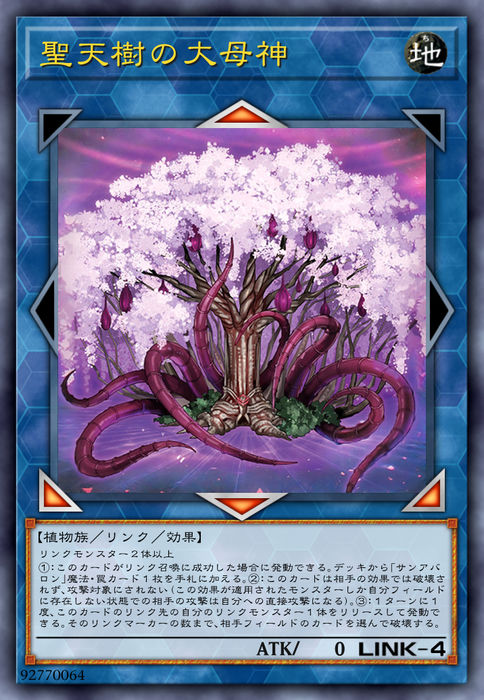 聖天樹の大母神
ち
地
【植物族／リンク／効果】
リンクモンスター２体以上
①：このカードがリンク召喚に成功した場合に発動できる。デッキから「サンアバ
ロン」魔法・罠カード１枚を手札に加える。②：このカードは相手の効果では破壊さ
れず、攻撃対象にされない（この効果が適用されたモンスターしか自分フィールド
に存在しない状態での相手の攻撃は自分への直接攻撃になる）。③：１ターンに１
度、このカードのリンク先の自分のリンクモンスター１体をリリースして発動でき
る。そのリンクマーカーの数まで、相手フィールドのカードを選んで破壊する。
ATK/ 0 LINK-4
92770064